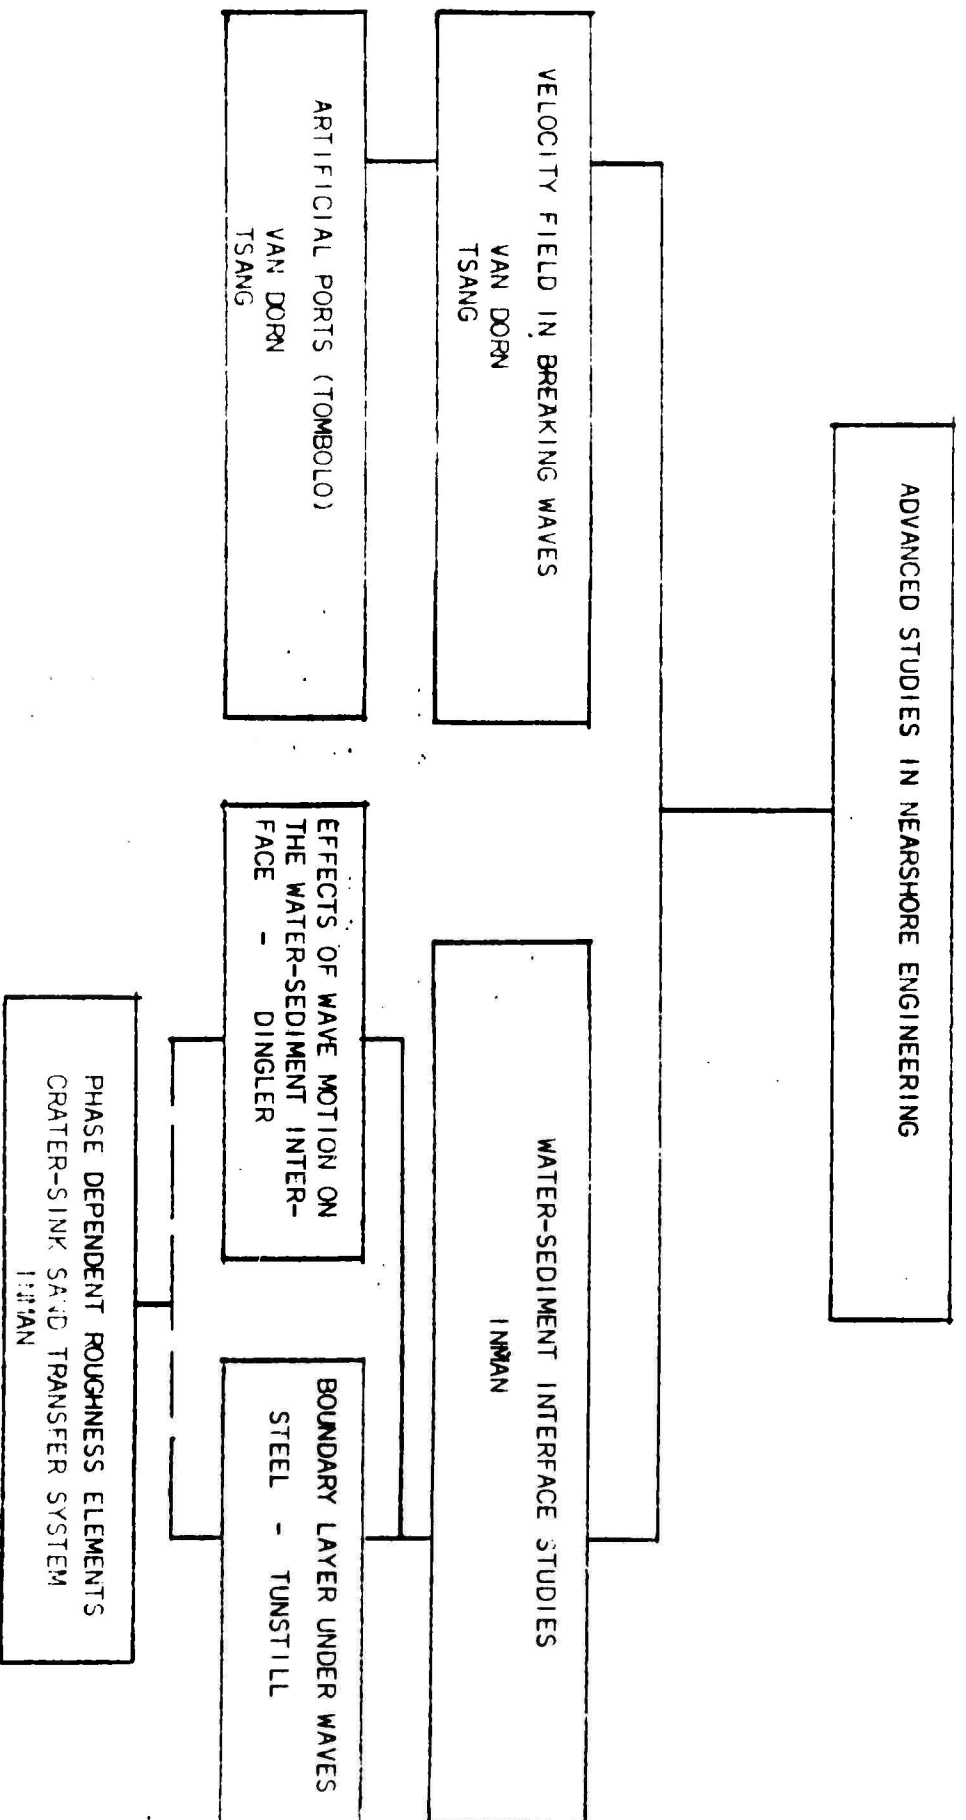 ADVANCED STUDIES IN NEARSHORE ENGINEERING
VELOCITY FIELD IN BREAKING WAVES
VAN DORN
TSANG
WATER-SEDIMENT INTERFACE STUDIES
INMAN
ARTIFICIAL PORTS (TOMBOLO)
VAN DORN
TSANG
EFFECTS OF WAVE MOTION ON
THE WATER-SEDIMENT INTER-
FACE - DINGLER
BOUNDARY LAYER UNDER WAVES
STEEL - TUNSTILL
PHASE DEPENDENT ROUGHNESS ELEMENTS
CRATER-SINK SAND TRANSFER SYSTEM
INMAN